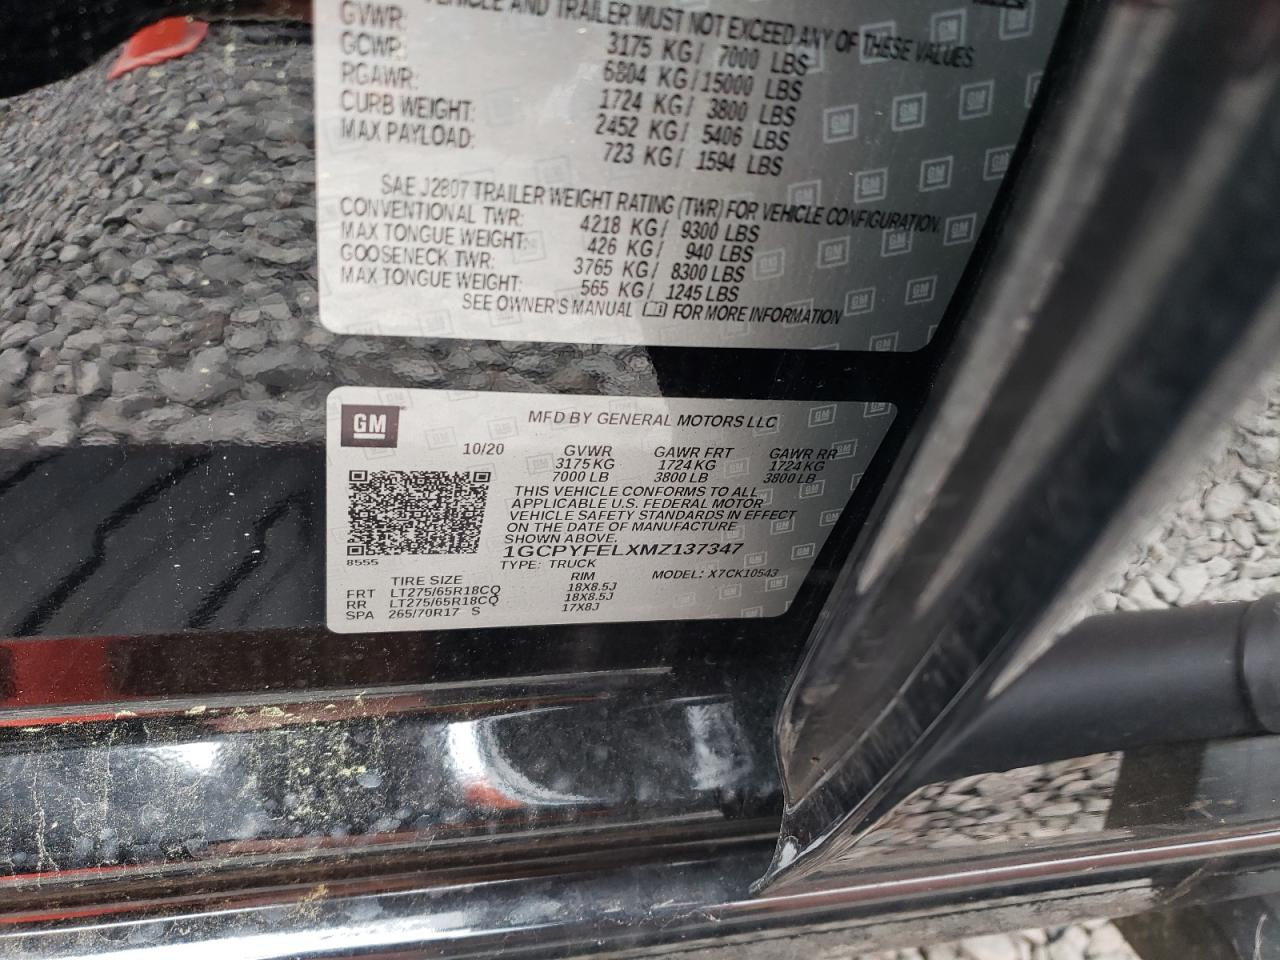 VEHICLE AND TRAILER MUST NOT EXCEED ANY OF THESE VALUES
GVWR: 3175 KG/ 7000 LBS
GCWR: 6804 KG/15000 LBS
RGAWR: 1724 KG/ 3800 LBS
CURB WEIGHT: 2452 KG/ 5406 LBS
MAX PAYLOAD: 723 KG/ 1594 LBS
SAE J2807 TRAILER WEIGHT RATING (TWR) FOR VEHICLE CONFIGURATION.
CONVENTIONAL TWR: 4218 KG/ 9300 LBS
MAX TONGUE WEIGHT: 426 KG/ 940 LBS
GOOSENECK TWR: 3765 KG/ 8300 LBS
MAX TONGUE WEIGHT: 565 KG/ 1245 LBS
SEE OWNER'S MANUAL FOR MORE INFORMATION
GM
MFD BY GENERAL MOTORS LLC
10/20 GVWR GAWR FRT GAWR RR
3175 KG 1724 KG 1724 KG
7000 LB 3800 LB 3800 LB
THIS VEHICLE CONFORMS TO ALL
APPLICABLE U.S. FEDERAL MOTOR
VEHICLE SAFETY STANDARDS IN EFFECT
ON THE DATE OF MANUFACTURE
SHOWN ABOVE.
1GCPYFELXMZ137347
8555
TYPE: TRUCK
MODEL: X7CK10543
TIRE SIZE RIM
FRT LT275/65R18CQ 18X8.5J
RR LT275/65R18CQ 18X8.5J
SPA 265/70R17 S 17X8J